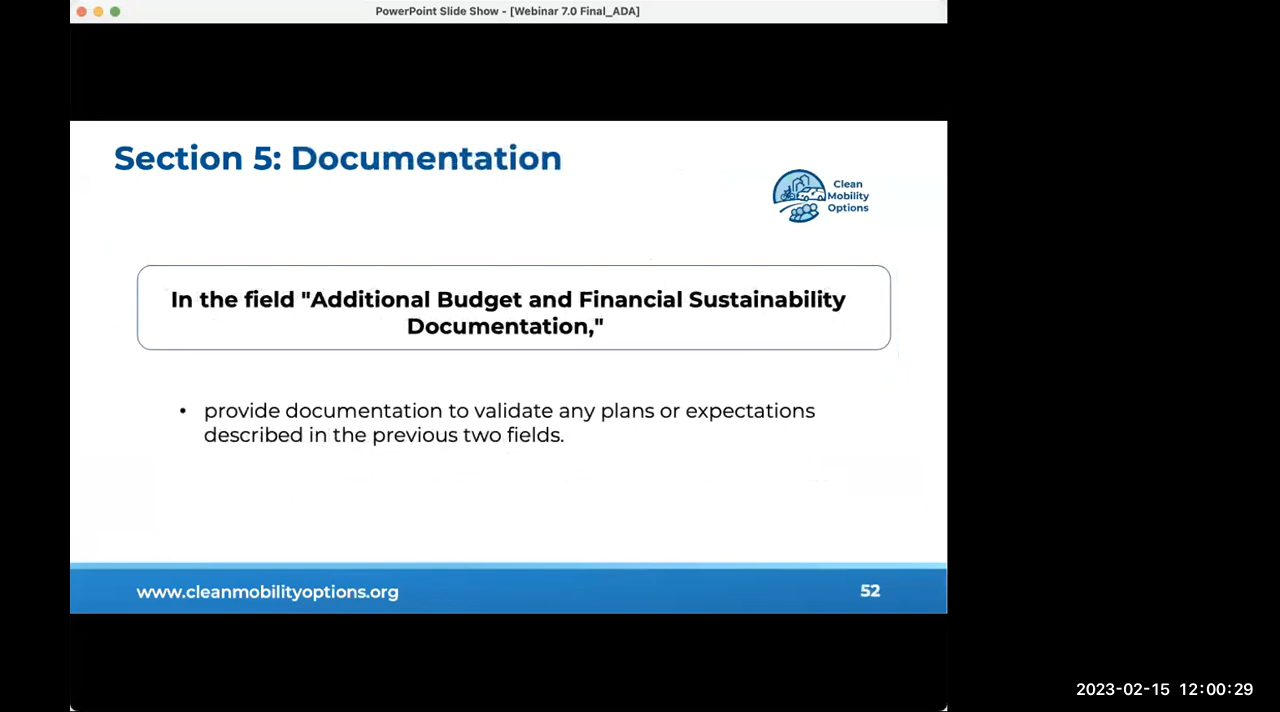 PowerPoint Slide Show - [Webinar 7.0 Final_ADA]
Section 5: Documentation
Clean
Mobility
Options
In the field "Additional Budget and Financial Sustainability
Documentation,"
• provide documentation to validate any plans or expectations
described in the previous two fields.
www.cleanmobilityoptions.org
52
2023-02-15 12:00:29